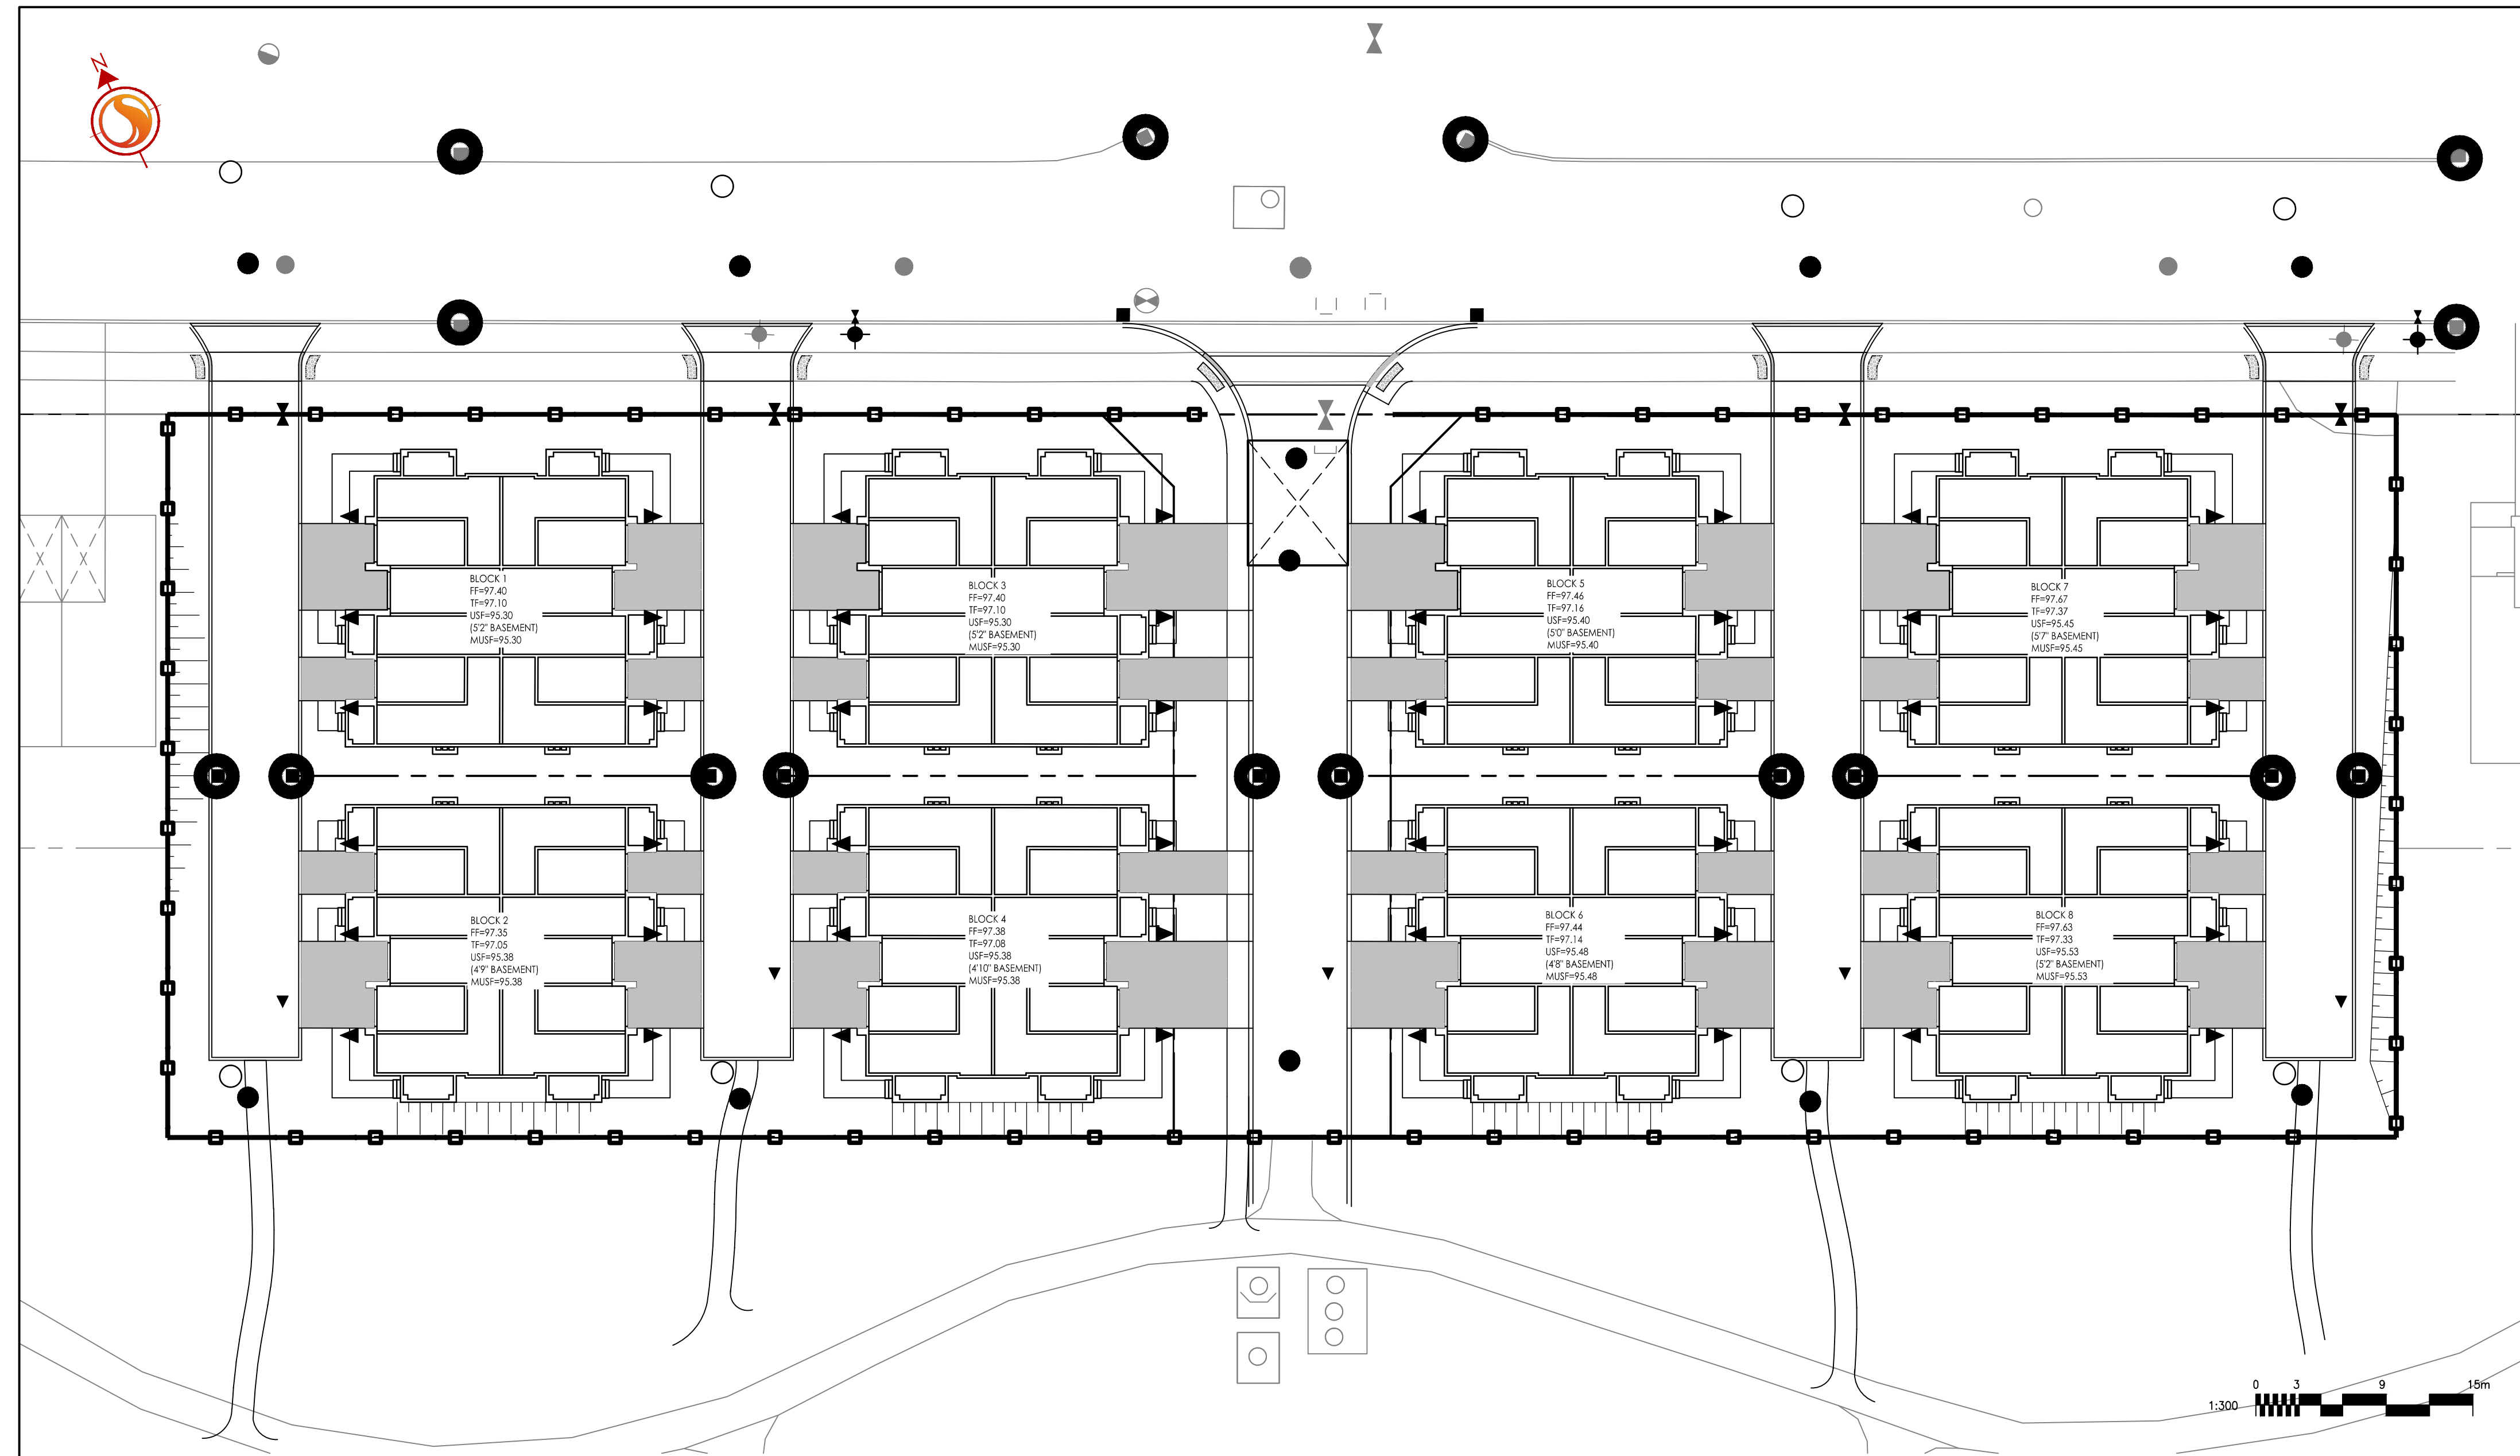 N
BLOCK 1
FF=97.40
TF=97.10
USF=95.30
(5'2" BASEMENT)
MUSF=95.30
BLOCK 3
FF=97.40
TF=97.10
USF=95.30
(5'2" BASEMENT)
MUSF=95.30
BLOCK 5
FF=97.46
TF=97.16
USF=95.40
(5'0" BASEMENT)
MUSF=95.40
BLOCK 7
FF=97.67
TF=97.37
USF=95.45
(5'7" BASEMENT)
MUSF=95.45
BLOCK 2
FF=97.35
TF=97.05
USF=95.38
(4'9" BASEMENT)
MUSF=95.38
BLOCK 4
FF=97.38
TF=97.08
USF=95.38
(4'10" BASEMENT)
MUSF=95.38
BLOCK 6
FF=97.44
TF=97.14
USF=95.48
(4'8" BASEMENT)
MUSF=95.48
BLOCK 8
FF=97.63
TF=97.33
USF=95.53
(5'2" BASEMENT)
MUSF=95.53
0 3 9 15m
1:300